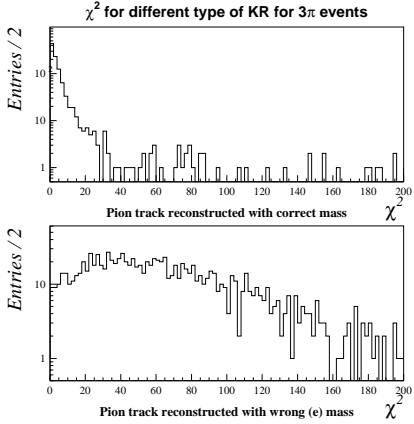 χ² for different type of KR for 3π events
Entries / 2
10²
10
1
0 20 40 60 80 100 120 140 160 180 200
Pion track reconstructed with correct mass χ²
Entries / 2
10
1
0 20 40 60 80 100 120 140 160 180 200
Pion track reconstructed with wrong (e) mass χ²